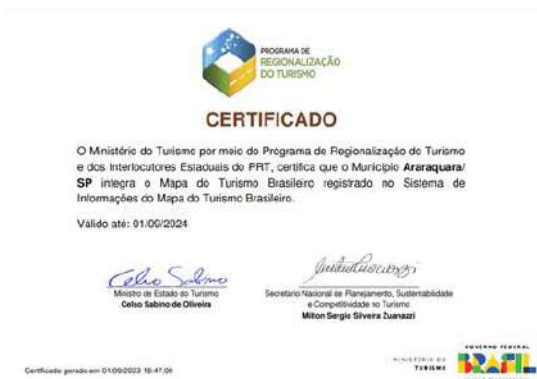 PROGRAMA DE
REGIONALIZAÇÃO
DO TURISMO
CERTIFICADO
O Ministério do Turismo por meio do Programa de Regionalização do Turismo
e dos Interlocutores Estaduais do PRT, certifica que o Município Araraquara/
SP integra o Mapa do Turismo Brasileiro registrado no Sistema de
Informações do Mapa do Turismo Brasileiro.
Válido até: 01/09/2024
Celso Sabino
Ministro de Estado do Turismo
Celso Sabino de Oliveira
Secretário Nacional de Planejamento, Sustentabilidade
e Competitividade no Turismo
Milton Sergio Silveira Zuanazzi
Certificado gerado em 01/09/2023 16:47:06
MINISTÉRIO DO
TURISMO
GOVERNO FEDERAL
BRASIL